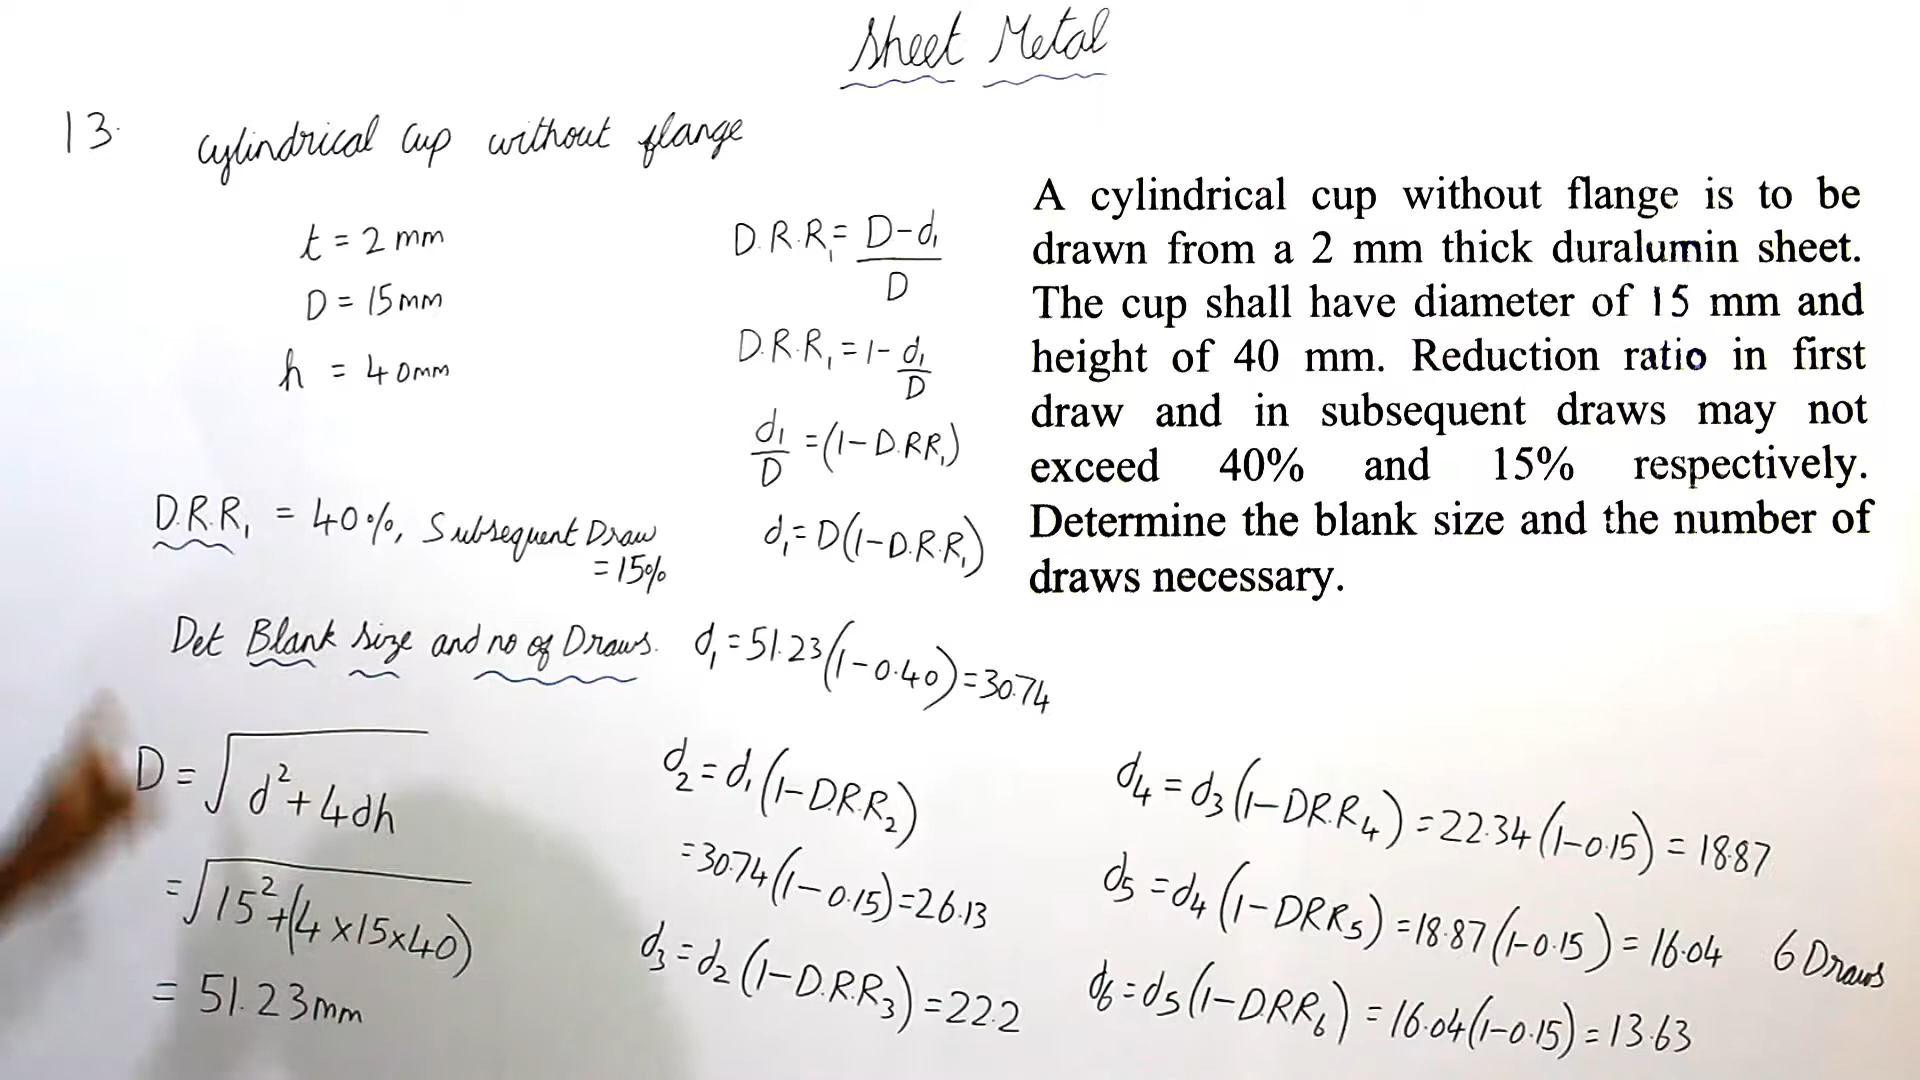 Sheet Metal
13. Cylindrical Cup without flange
t = 2 mm
D = 15 mm
h = 40 mm
D.R.R₁ = 40%, Subsequent Draw
= 15%
Det Blank size and no of Draws.
D = √(d² + 4dh)
= √(15² + (4 × 15 × 40)
= 51.23 mm
D.R.R₁ = (D - d₁)/D
D.R.R₁ = 1 - d₁/D
d₁/D = (1 - D.RR₁)
d₁ = D(1 - D.R.R₁)
d₁ = 51.23(1 - 0.40) = 30.74
d₂ = d₁(1 - D.R.R₂)
= 30.74(1 - 0.15) = 26.13
d₃ = d₂(1 - D.R.R₃) = 22.2
A cylindrical cup without flange is to be
drawn from a 2 mm thick duralumin sheet.
The cup shall have diameter of 15 mm and
height of 40 mm. Reduction ratio in first
draw and in subsequent draws may not
exceed 40% and 15% respectively.
Determine the blank size and the number of
draws necessary.
d₄ = d₃(1 - DR.R₄) = 22.34(1 - 0.15) = 18.87
d₅ = d₄(1 - DRR₅) = 18.87(1 - 0.15) = 16.04
d₆ = d₅(1 - DRR₆) = 16.04(1 - 0.15) = 13.63
6 Draws